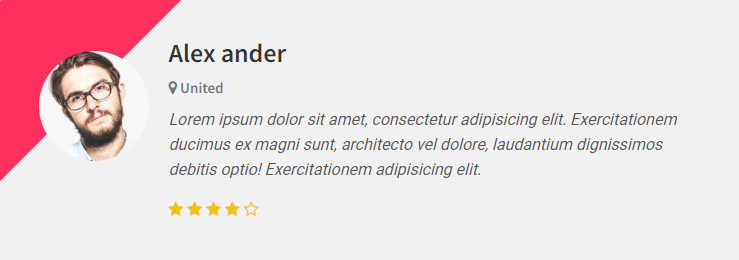 Alex ander
United
Lorem ipsum dolor sit amet, consectetur adipisicing elit. Exercitationem
ducimus ex magni sunt, architecto vel dolore, laudantium dignissimos
debitis optio! Exercitationem adipisicing elit.